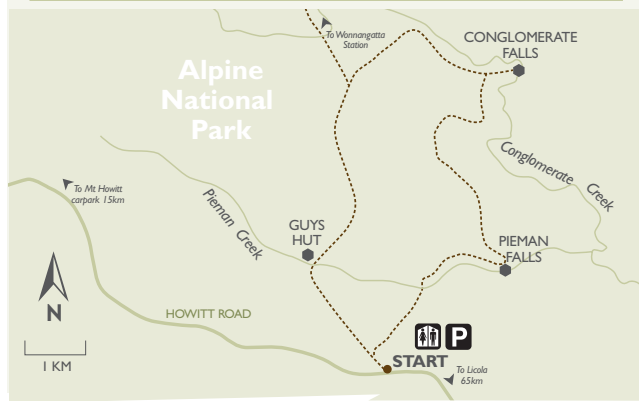 To Wonnangatta
Station
CONGLOMERATE
FALLS
Alpine
National
Park
Conglomerate Creek
To Mt Howitt
carpark 15km
Pieman Creek
GUYS
HUT
PIEMAN
FALLS
N
HOWITT ROAD
P
1 KM
START
To Licola
65km